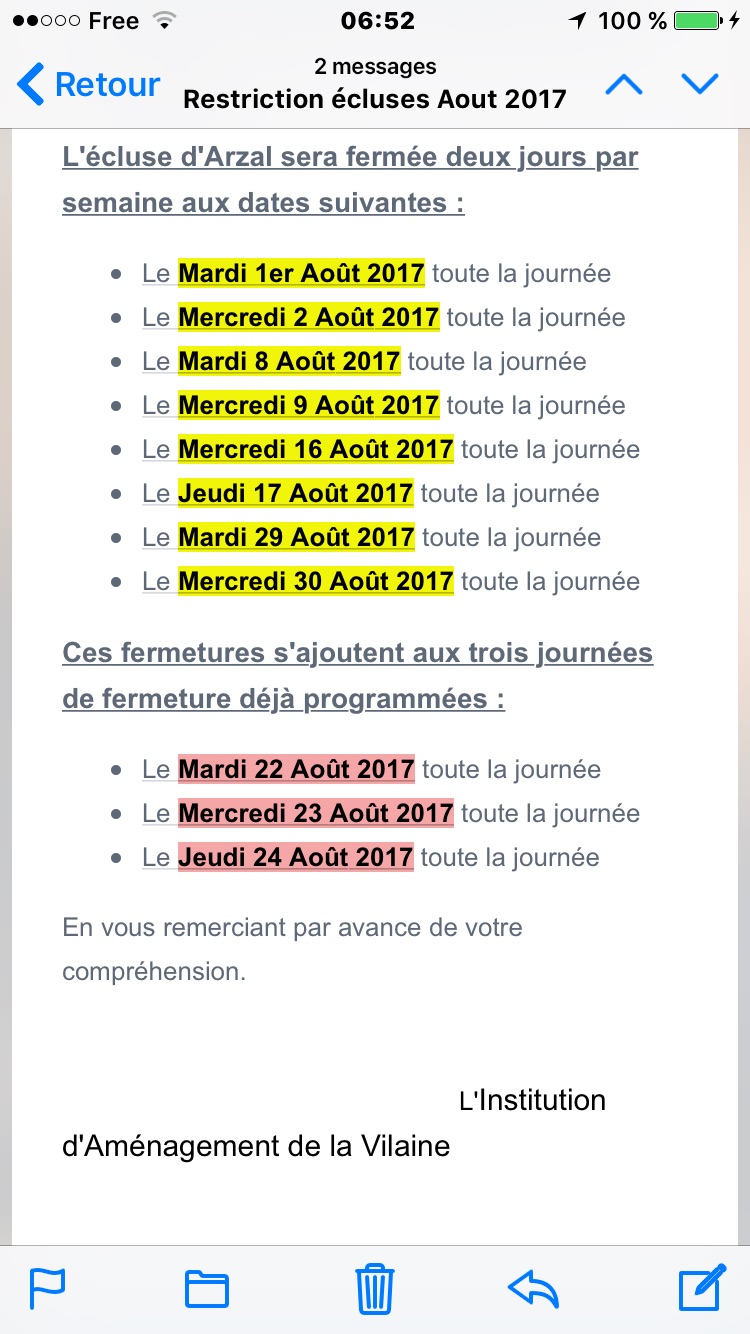 Free 06:52 100 %
Retour
2 messages
Restriction écluses Aout 2017
L'écluse d'Arzal sera fermée deux jours par
semaine aux dates suivantes :
• Le Mardi 1er Août 2017 toute la journée
• Le Mercredi 2 Août 2017 toute la journée
• Le Mardi 8 Août 2017 toute la journée
• Le Mercredi 9 Août 2017 toute la journée
• Le Mercredi 16 Août 2017 toute la journée
• Le Jeudi 17 Août 2017 toute la journée
• Le Mardi 29 Août 2017 toute la journée
• Le Mercredi 30 Août 2017 toute la journée
Ces fermetures s'ajoutent aux trois journées
de fermeture déjà programmées :
• Le Mardi 22 Août 2017 toute la journée
• Le Mercredi 23 Août 2017 toute la journée
• Le Jeudi 24 Août 2017 toute la journée
En vous remerciant par avance de votre
compréhension.
L'Institution
d'Aménagement de la Vilaine